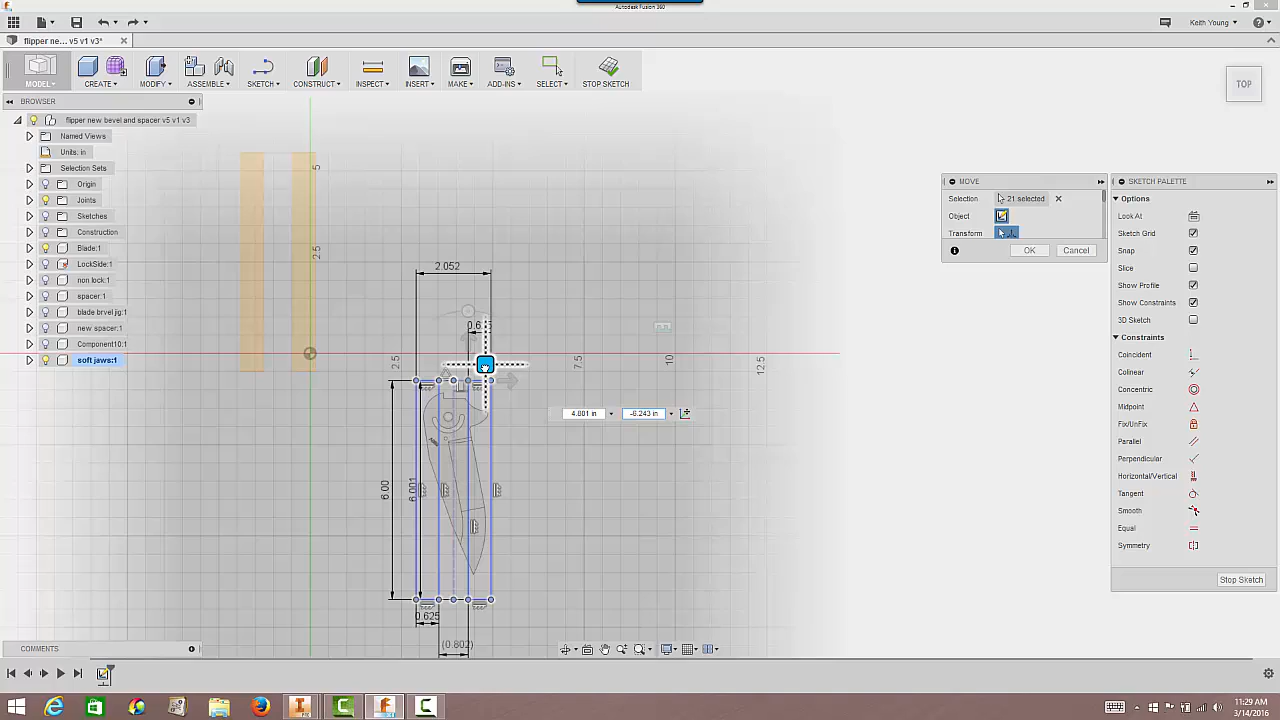 Autodesk Fusion 360
Keith Young
flipper ne... v5 v1 v3*
MODEL
CREATE
MODIFY
ASSEMBLE
SKETCH
CONSTRUCT
INSPECT
INSERT
MAKE
ADD-INS
SELECT
STOP SKETCH
TOP
BROWSER
flipper new bevel and spacer v5 v1 v3
Named Views
Units: in
Selection Sets
Origin
Joints
Sketches
Construction
Blade:1
LockSide:1
non lock:1
spacer:1
blade brvel jig:1
new spacer:1
Component10:1
soft jaws:1
5
2.5
2.5
7.5
10
12.5
2.052
6.00
6.001
0.625
(0.802)
4.801 in
-6.243 in
MOVE
Selection
21 selected
Object
Transform
OK
Cancel
SKETCH PALETTE
Options
Look At
Sketch Grid
Snap
Slice
Show Profile
Show Constraints
3D Sketch
Constraints
Coincident
Colinear
Concentric
Midpoint
Fix/UnFix
Parallel
Perpendicular
Horizontal/Vertical
Tangent
Smooth
Equal
Symmetry
Stop Sketch
COMMENTS
11:29 AM
3/14/2016